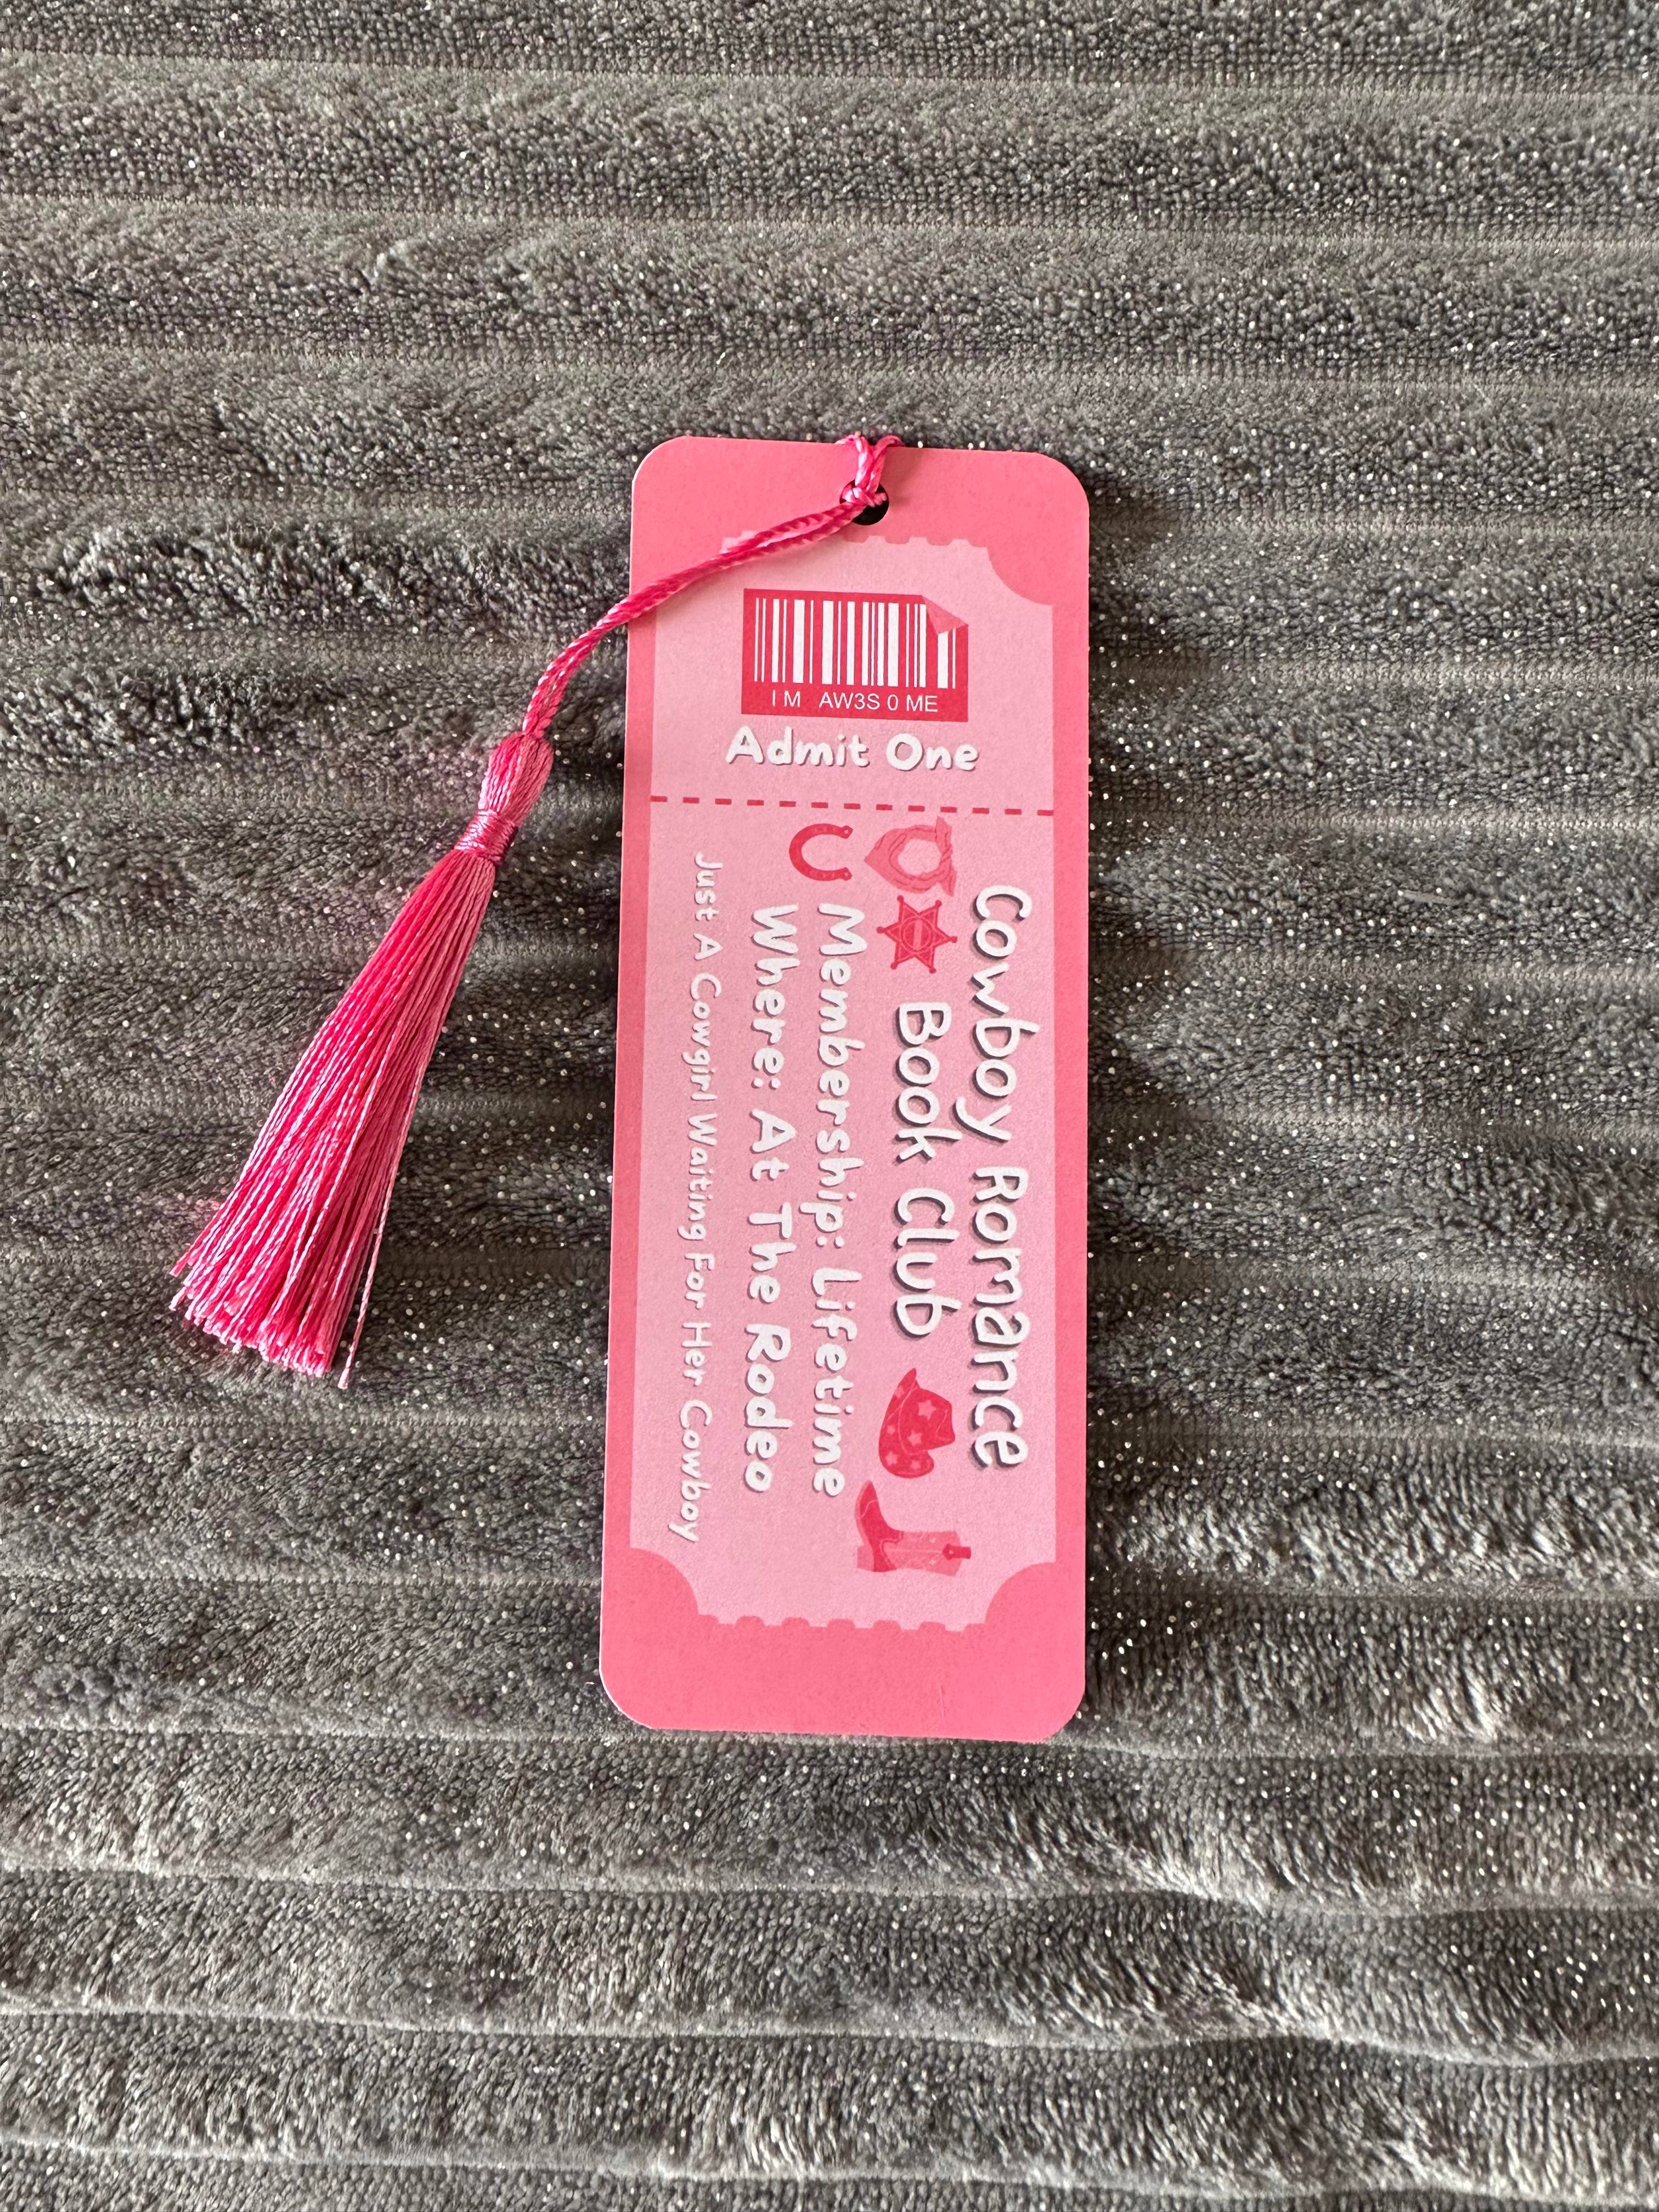 I M AW3S 0 ME
Admit One
Cowboy Romance
Book Club
Membership: Lifetime
Where: At The Rodeo
Just A Cowgirl Waiting For Her Cowboy